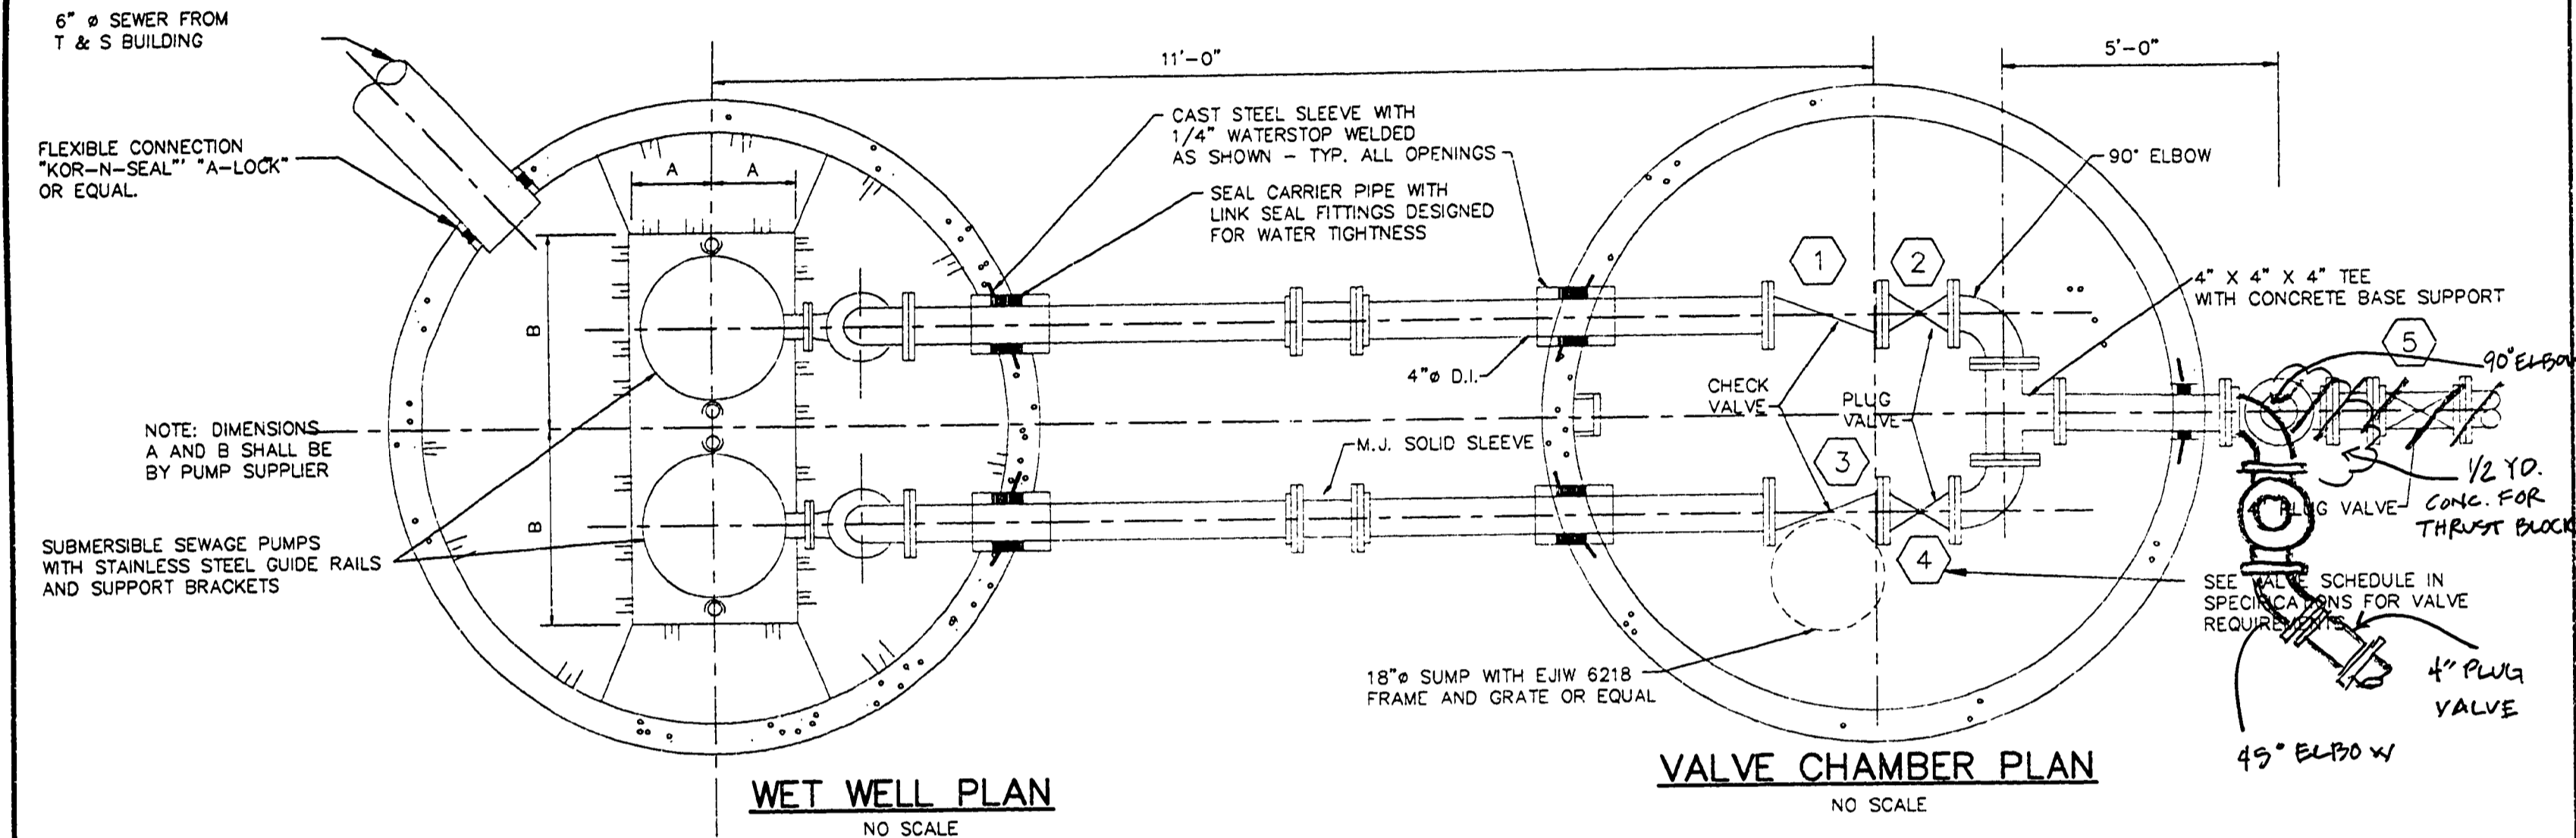 6" ø SEWER FROM
T & S BUILDING
FLEXIBLE CONNECTION
"KOR-N-SEAL"' "A-LOCK"
OR EQUAL.
NOTE: DIMENSIONS
A AND B SHALL BE
BY PUMP SUPPLIER
SUBMERSIBLE SEWAGE PUMPS
WITH STAINLESS STEEL GUIDE RAILS
AND SUPPORT BRACKETS
A
A
B
B
11'-0"
5'-0"
CAST STEEL SLEEVE WITH
1/4" WATERSTOP WELDED
AS SHOWN - TYP. ALL OPENINGS
SEAL CARRIER PIPE WITH
LINK SEAL FITTINGS DESIGNED
FOR WATER TIGHTNESS
4"ø D.I.
M.J. SOLID SLEEVE
18"ø SUMP WITH EJIW 6218
FRAME AND GRATE OR EQUAL
1
2
90° ELBOW
4" X 4" X 4" TEE
WITH CONCRETE BASE SUPPORT
CHECK
VALVE
PLUG
VALVE
3
4
5
90° ELBOW
1/2 YD.
CONC. FOR
THRUST BLOCK
PLUG VALVE
SEE VALVE SCHEDULE IN
SPECIFICATIONS FOR VALVE
REQUIREMENTS
4" PLUG
VALVE
45° ELBOW
WET WELL PLAN
NO SCALE
VALVE CHAMBER PLAN
NO SCALE